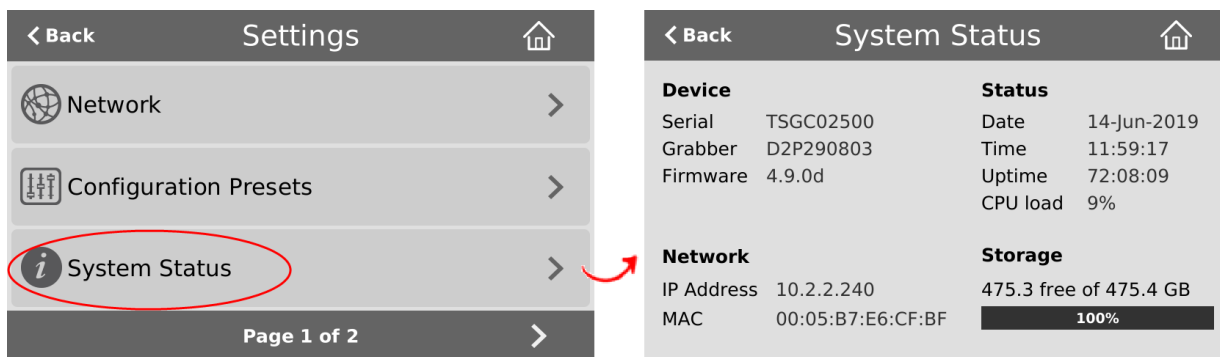 Back Settings
Network
Configuration Presets
i System Status
Page 1 of 2
Back System Status
Device
Serial TSGC02500
Grabber D2P290803
Firmware 4.9.0d
Status
Date 14-Jun-2019
Time 11:59:17
Uptime 72:08:09
CPU load 9%
Network
IP Address 10.2.2.240
MAC 00:05:B7:E6:CF:BF
Storage
475.3 free of 475.4 GB
100%